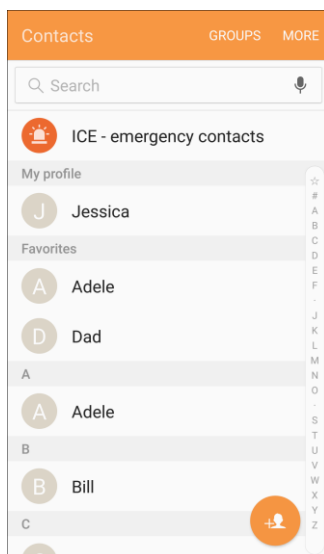 Contacts GROUPS MORE
Search
ICE - emergency contacts
My profile
J Jessica
Favorites
A Adele
D Dad
A
A Adele
B
B Bill
C
☆
#
A
B
C
D
E
F
·
J
K
L
M
N
O
·
S
T
U
V
W
X
Y
Z